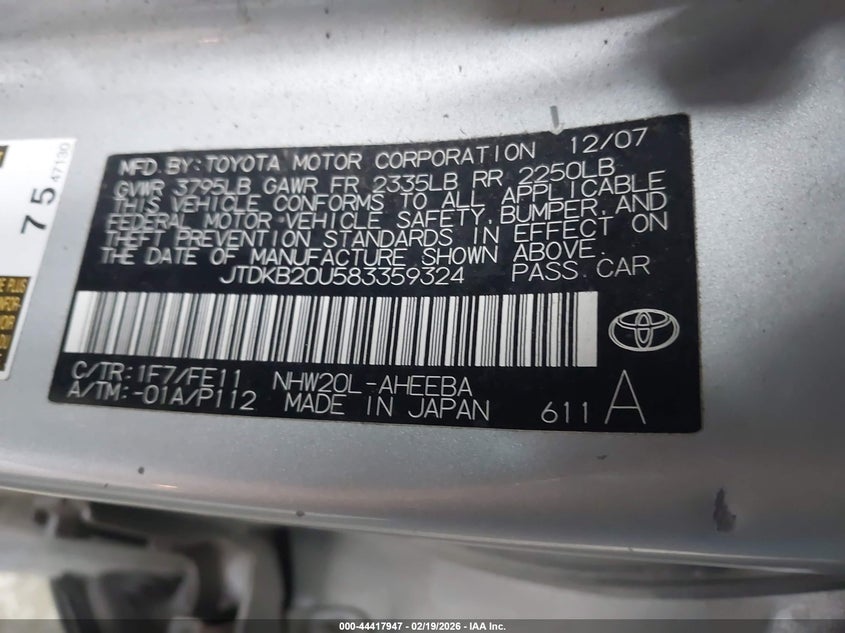 MFD.BY:TOYOTA MOTOR CORPORATION 12/07
GVWR 3795LB GAWR FR 2335LB RR 2250LB
THIS VEHICLE CONFORMS TO ALL APPLICABLE
FEDERAL MOTOR-VEHICLE SAFETY,BUMPER,AND
THEFT PREVENTION STANDARDS IN EFFECT ON
THE DATE OF MANUFACTURE SHOWN ABOVE.
JTDKB20U583359324 PASS.CAR
C/TR:1F7/FE11 NHW20L-AHEEBA
A/TM:-01A/P112 MADE IN JAPAN 611 A
75
47130
000-44417947 - 02/19/2026 - IAA Inc.